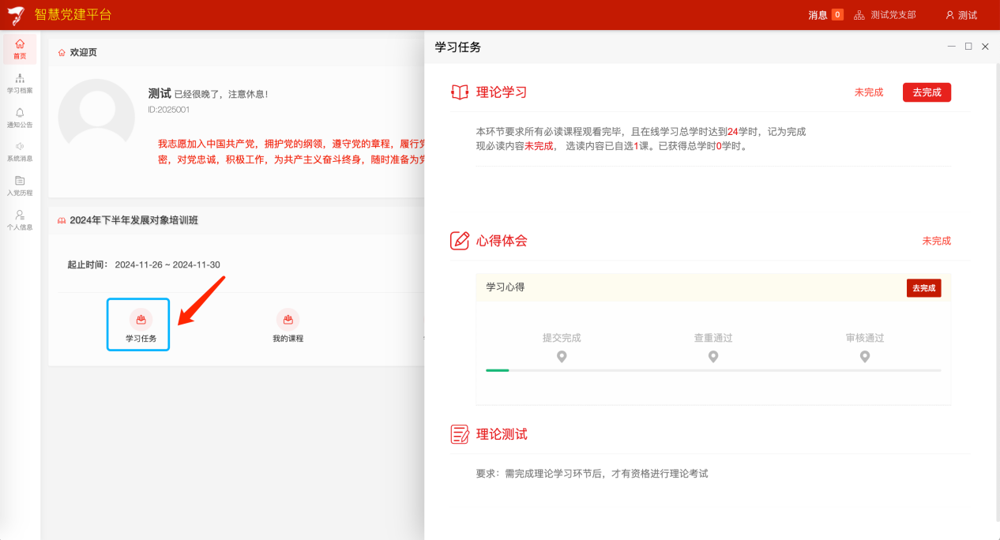 智慧党建平台
消息 0 测试党支部 测试
首页
学习档案
通知公告
系统消息
入党历程
个人信息
欢迎页
测试 已经很晚了，注意休息！
ID:2025001
我志愿加入中国共产党，拥护党的纲领，遵守党的章程，履行党
密，对党忠诚，积极工作，为共产主义奋斗终身，随时准备为党
2024年下半年发展对象培训班
起止时间： 2024-11-26 ~ 2024-11-30
学习任务 我的课程
学习任务
理论学习 未完成 去完成
本环节要求所有必读课程观看完毕，且在线学习总学时达到24学时，记为完成
现必读内容未完成， 选读内容已自选1课。已获得总学时0学时。
心得体会 未完成
学习心得 去完成
提交完成 查重通过 审核通过
理论测试
要求：需完成理论学习环节后，才有资格进行理论考试